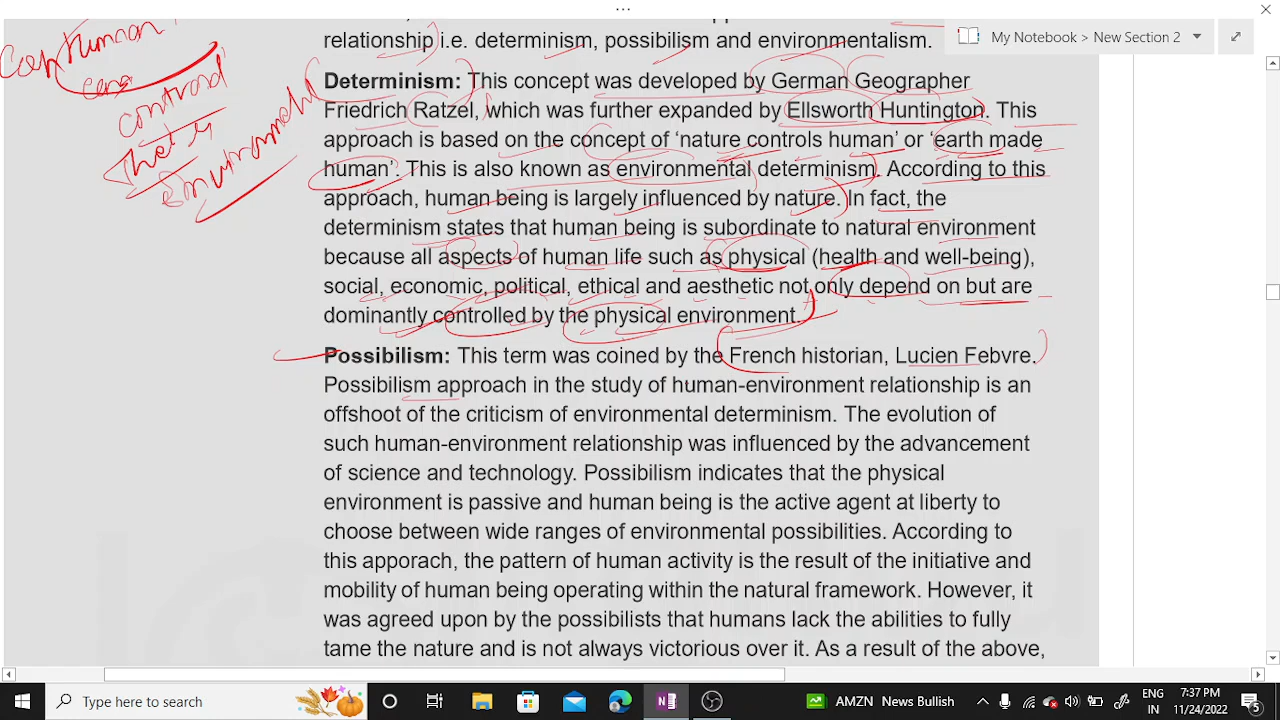 ...
My Notebook > New Section 2
relationship i.e. determinism, possibilism and environmentalism.
Can human
can
control
their
environment
Determinism: This concept was developed by German Geographer
Friedrich Ratzel, which was further expanded by Ellsworth Huntington. This
approach is based on the concept of ‘nature controls human’ or ‘earth made
human’. This is also known as environmental determinism. According to this
approach, human being is largely influenced by nature. In fact, the
determinism states that human being is subordinate to natural environment
because all aspects of human life such as physical (health and well-being),
social, economic, political, ethical and aesthetic not only depend on but are
dominantly controlled by the physical environment.
Possibilism: This term was coined by the French historian, Lucien Febvre.
Possibilism approach in the study of human-environment relationship is an
offshoot of the criticism of environmental determinism. The evolution of
such human-environment relationship was influenced by the advancement
of science and technology. Possibilism indicates that the physical
environment is passive and human being is the active agent at liberty to
choose between wide ranges of environmental possibilities. According to
this apporach, the pattern of human activity is the result of the initiative and
mobility of human being operating within the natural framework. However, it
was agreed upon by the possibilists that humans lack the abilities to fully
tame the nature and is not always victorious over it. As a result of the above,
Type here to search
AMZN News Bullish
ENG
IN
7:37 PM
11/24/2022
5